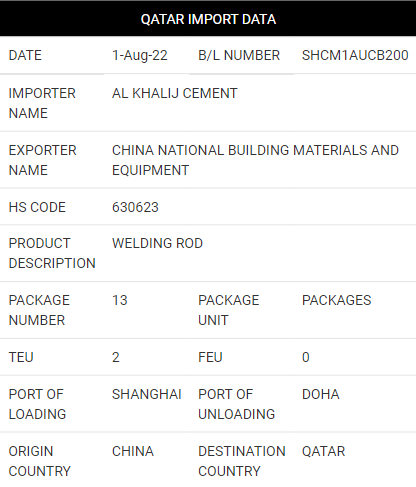 QATAR IMPORT DATA
DATE 1-Aug-22 B/L NUMBER SHCM1AUCB200
IMPORTER NAME AL KHALIJ CEMENT
EXPORTER NAME CHINA NATIONAL BUILDING MATERIALS AND EQUIPMENT
HS CODE 630623
PRODUCT DESCRIPTION WELDING ROD
PACKAGE NUMBER 13 PACKAGE UNIT PACKAGES
TEU 2 FEU 0
PORT OF LOADING SHANGHAI PORT OF UNLOADING DOHA
ORIGIN COUNTRY CHINA DESTINATION COUNTRY QATAR